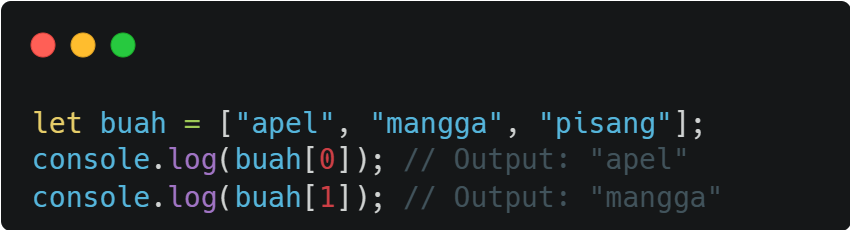 let buah = ["apel", "mangga", "pisang"];
console.log(buah[0]); // Output: "apel"
console.log(buah[1]); // Output: "mangga"